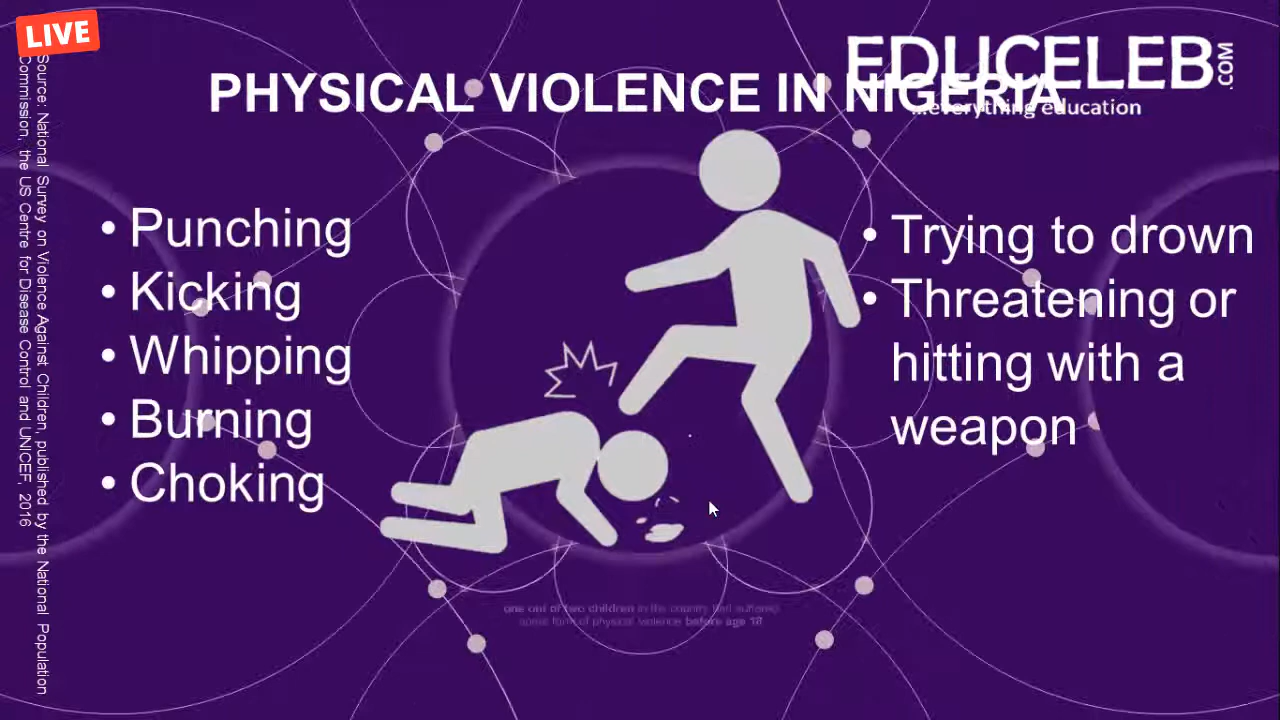 LIVE
EDUCELEB
.COM
PHYSICAL VIOLENCE IN NIGERIA
...everything education
• Punching
• Kicking
• Whipping
• Burning
• Choking
• Trying to drown
• Threatening or
hitting with a
weapon
one out of two children in the country had suffered
some form of physical violence before age 18
Source: National Survey on Violence Against Children, published by the National Population
Commission, the US Centre for Disease Control and UNICEF, 2016